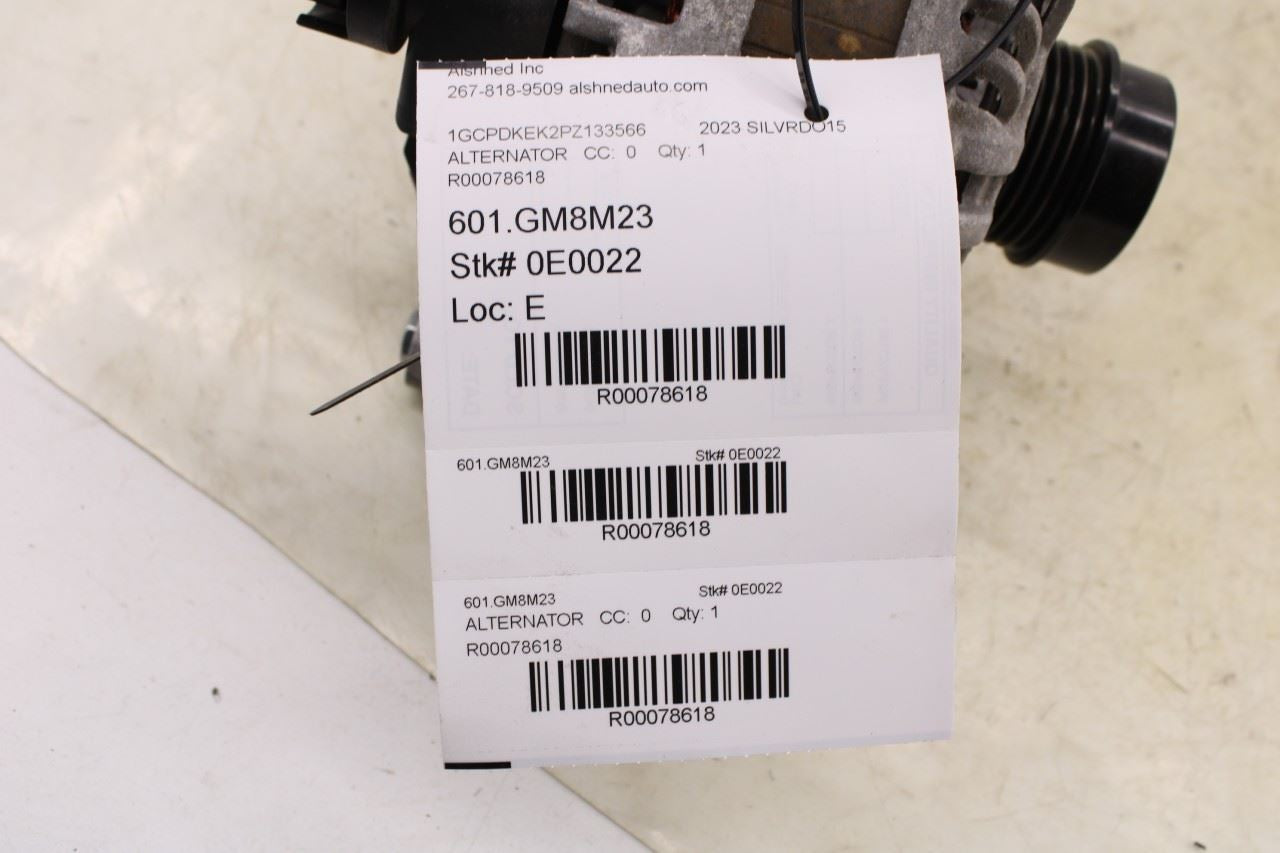 Alshned Inc
267-818-9509 alshnedauto.com
1GCPDKEK2PZ133566 2023 SILVRDO15
ALTERNATOR CC: 0 Qty: 1
R00078618
601.GM8M23
Stk# 0E0022
Loc: E
R00078618
601.GM8M23 Stk# 0E0022
R00078618
601.GM8M23 Stk# 0E0022
ALTERNATOR CC: 0 Qty: 1
R00078618
R00078618